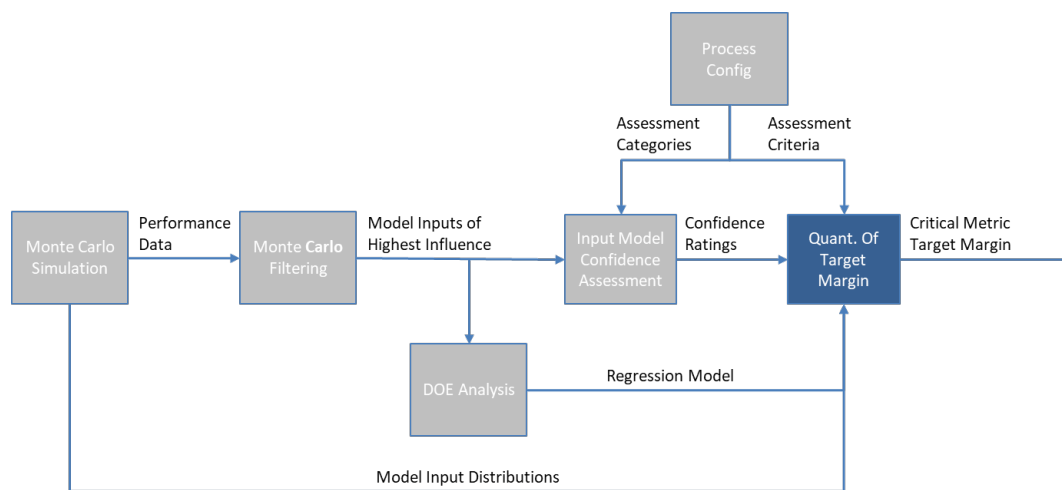 Process
Config
Assessment
Categories
Assessment
Criteria
Monte Carlo
Simulation
Performance
Data
Monte Carlo
Filtering
Model Inputs of
Highest Influence
Input Model
Confidence
Assessment
Confidence
Ratings
Quant. Of
Target
Margin
Critical Metric
Target Margin
DOE Analysis
Regression Model
Model Input Distributions